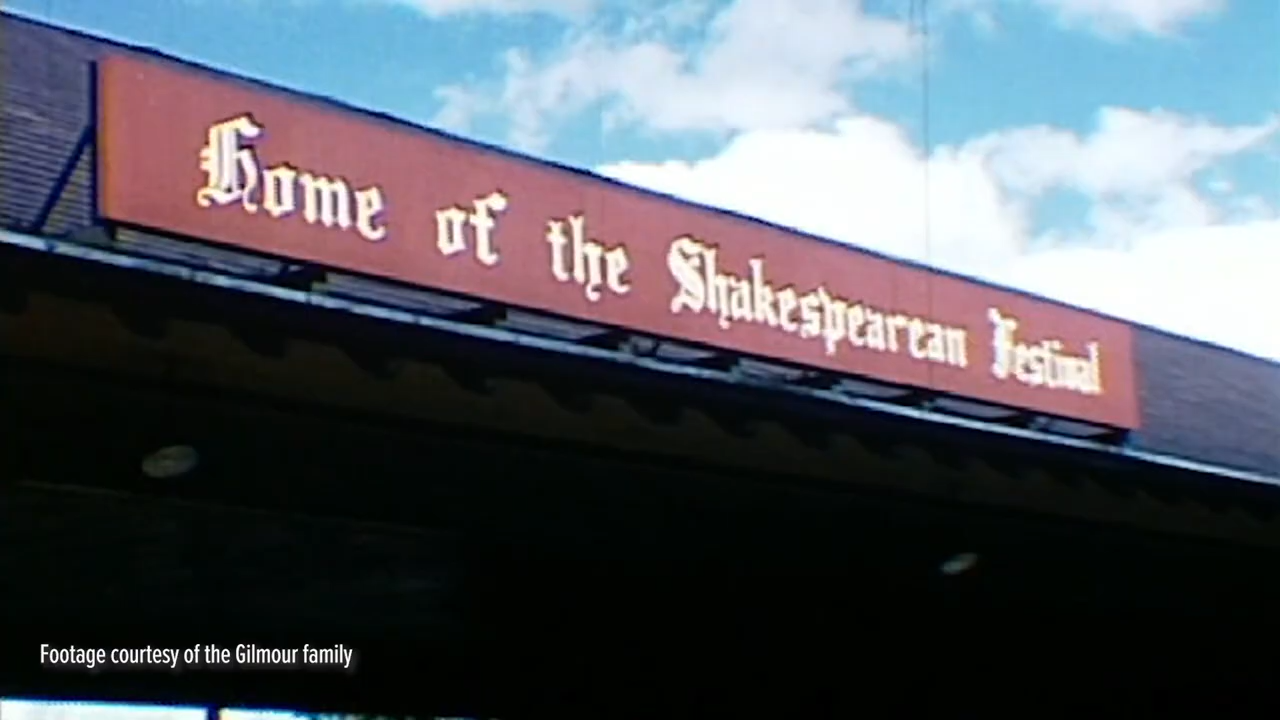 Home of the Shakespearean Festival
Footage courtesy of the Gilmour family